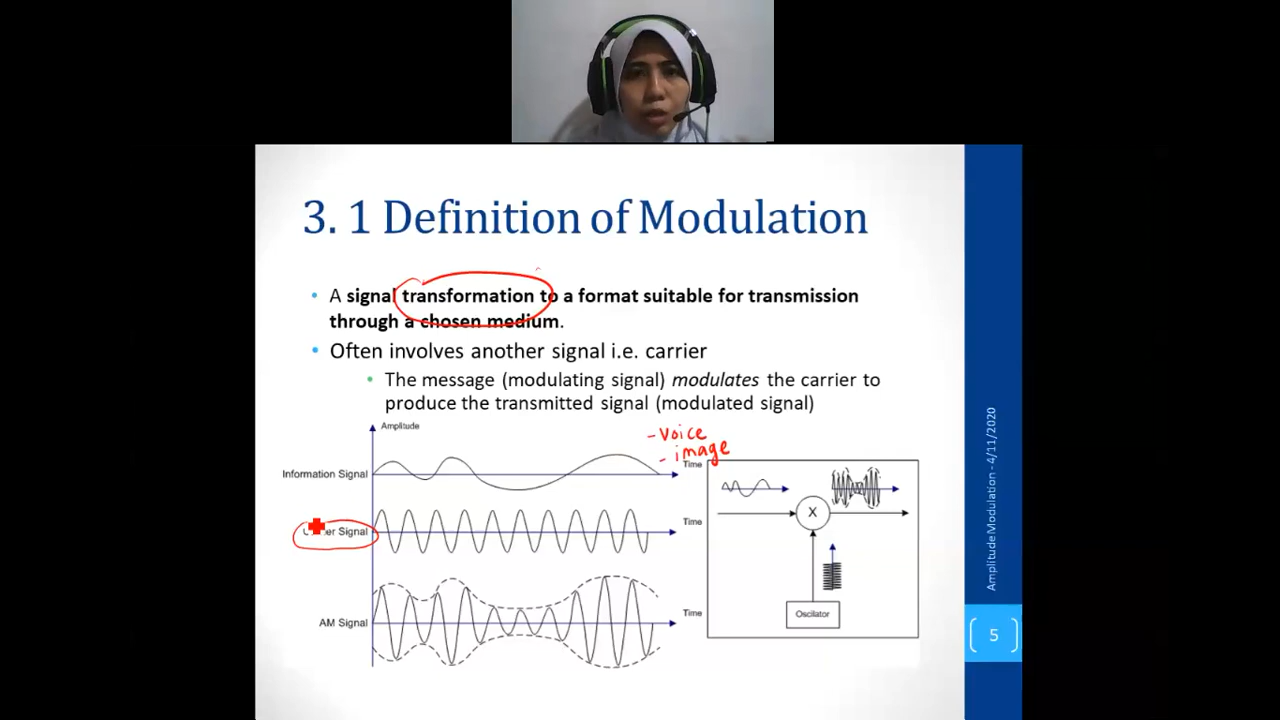 3. 1 Definition of Modulation
• A signal transformation to a format suitable for transmission
through a chosen medium.
• Often involves another signal i.e. carrier
• The message (modulating signal) modulates the carrier to
produce the transmitted signal (modulated signal)
Amplitude
- voice
- image
Information Signal
Time
Signal
Time
AM Signal
Time
X
Oscilator
Amplitude Modulation - 4/11/2020
5